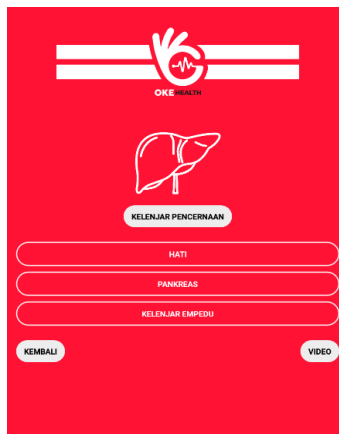 OKE HEALTH
KELENJAR PENCERNAAN
HATI
PANKREAS
KELENJAR EMPEDU
KEMBALI
VIDEO